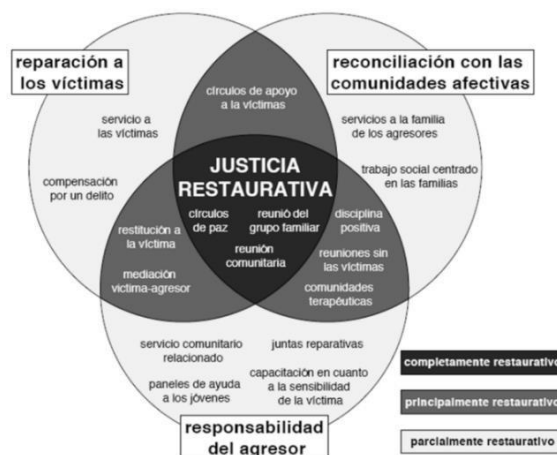 reparación a
los víctimas
reconciliación con las
comunidades afectivas
círculos de apoyo
a la víctimas
servicio a
las víctimas
servicios a la familia
de los agresores
compensación
por un delito
trabajo social centrado
en las familias
JUSTICIA
RESTAURATIVA
círculos
de paz
reunió del
grupo familiar
reunión
comunitaria
restitución a
la víctima
mediación
victima-agresor
disciplina
positiva
reuniones sin
las víctimas
comunidades
terapéuticas
servicio comunitario
relacionado
juntas reparativas
paneles de ayuda
a los jóvenes
capacitación en cuanto
a la sensibilidad
de la víctima
responsabilidad
del agresor
completamente restaurativo
principalmente restaurativo
parcialmente restaurativo